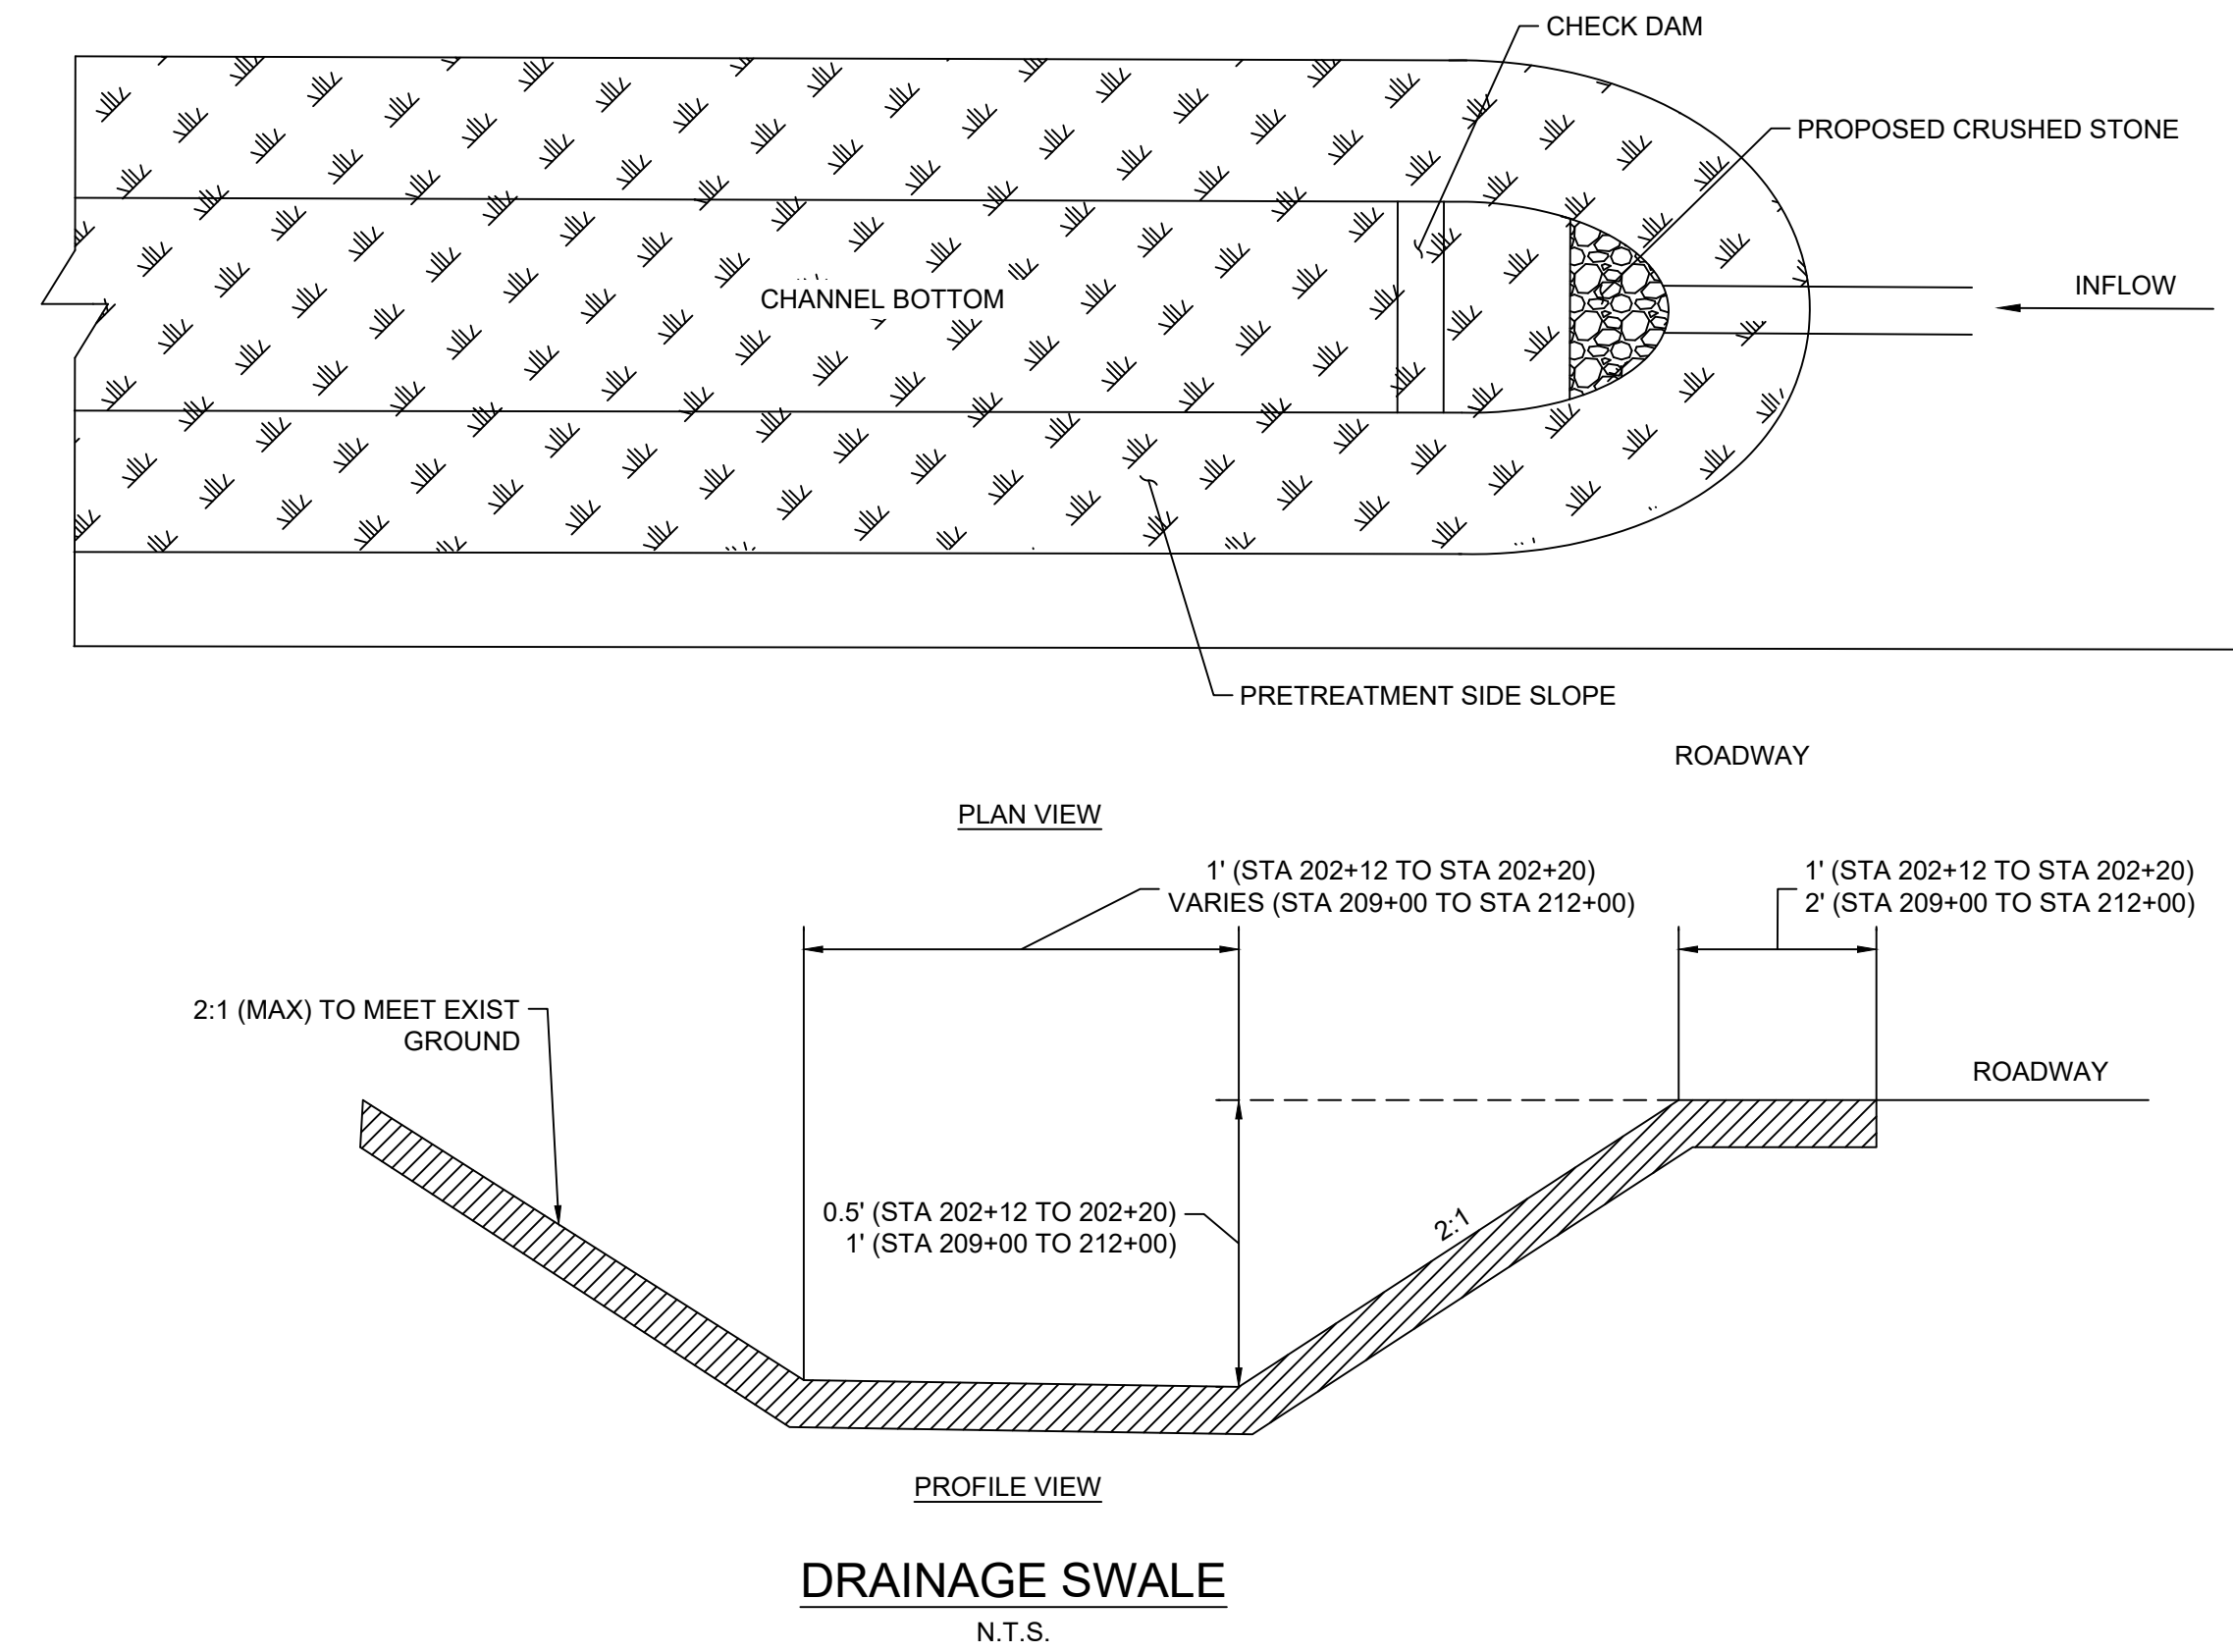 CHECK DAM
PROPOSED CRUSHED STONE
INFLOW
CHANNEL BOTTOM
PRETREATMENT SIDE SLOPE
ROADWAY
PLAN VIEW
1' (STA 202+12 TO STA 202+20)
VARIES (STA 209+00 TO STA 212+00)
1' (STA 202+12 TO STA 202+20)
2' (STA 209+00 TO STA 212+00)
2:1 (MAX) TO MEET EXIST
GROUND
ROADWAY
0.5' (STA 202+12 TO 202+20)
1' (STA 209+00 TO 212+00)
2:1
PROFILE VIEW
DRAINAGE SWALE
N.T.S.